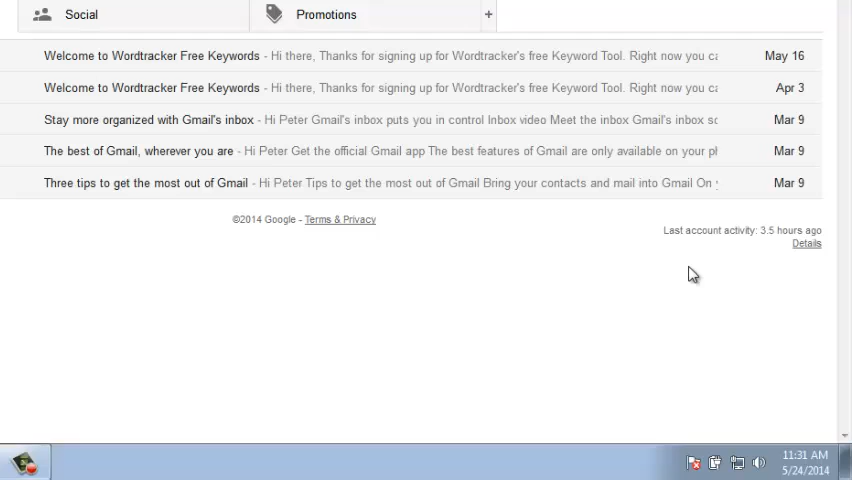 Social
Promotions
+
Welcome to Wordtracker Free Keywords - Hi there, Thanks for signing up for Wordtracker's free Keyword Tool. Right now you ca May 16
Welcome to Wordtracker Free Keywords - Hi there, Thanks for signing up for Wordtracker's free Keyword Tool. Right now you ca Apr 3
Stay more organized with Gmail's inbox - Hi Peter Gmail's inbox puts you in control Inbox video Meet the inbox Gmail's inbox Mar 9
The best of Gmail, wherever you are - Hi Peter Get the official Gmail app The best features of Gmail are only available on your Mar 9
Three tips to get the most out of Gmail - Hi Peter Tips to get the most out of Gmail Bring your contacts and mail into Gmail On Mar 9
©2014 Google - Terms & Privacy
Last account activity: 3.5 hours ago
Details
11:31 AM
5/24/2014